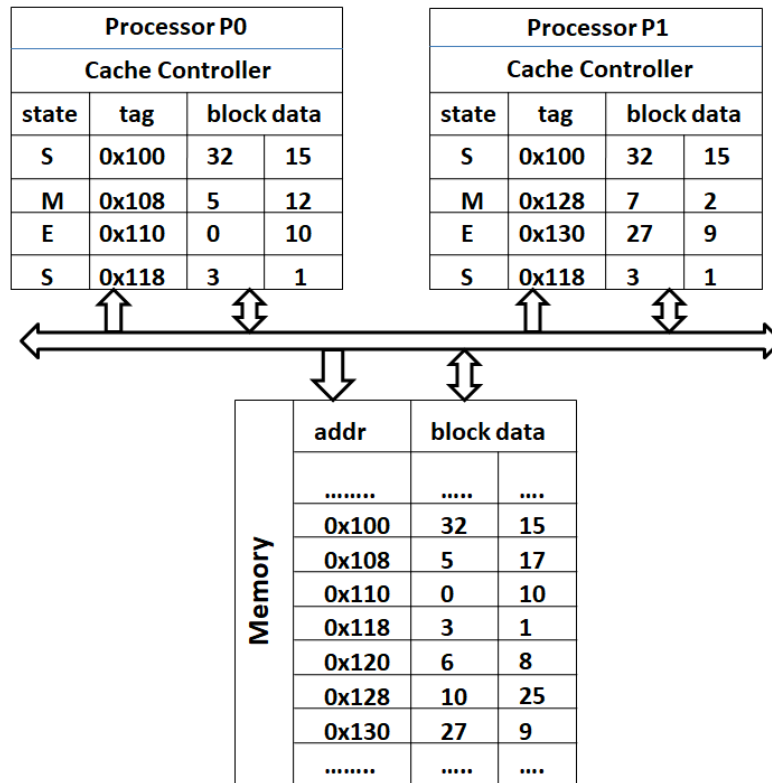 Processor P0
Cache Controller
state tag block data
S 0x100 32 15
M 0x108 5 12
E 0x110 0 10
S 0x118 3 1
Processor P1
Cache Controller
state tag block data
S 0x100 32 15
M 0x128 7 2
E 0x130 27 9
S 0x118 3 1
Memory
addr block data
........ ..... ....
0x100 32 15
0x108 5 17
0x110 0 10
0x118 3 1
0x120 6 8
0x128 10 25
0x130 27 9
........ ..... ....